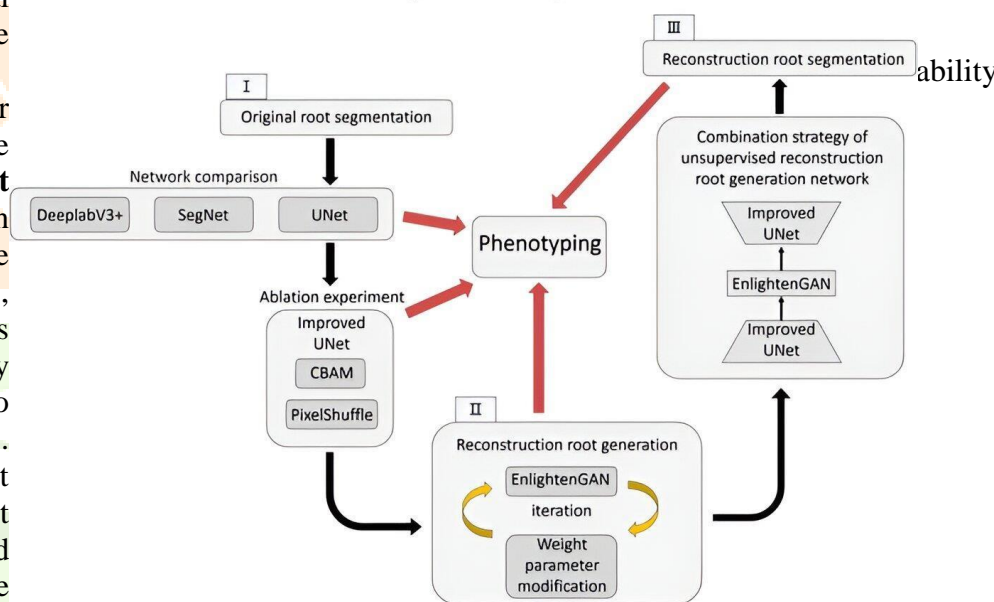 III
Reconstruction root segmentation
ability
I
Original root segmentation
Network comparison
DeeplabV3+
SegNet
UNet
Phenotyping
Ablation experiment
Improved
UNet
CBAM
PixelShuffle
II
Reconstruction root generation
EnlightenGAN
iteration
Weight
parameter
modification
Combination strategy of
unsupervised reconstruction
root generation network
Improved
UNet
EnlightenGAN
Improved
UNet